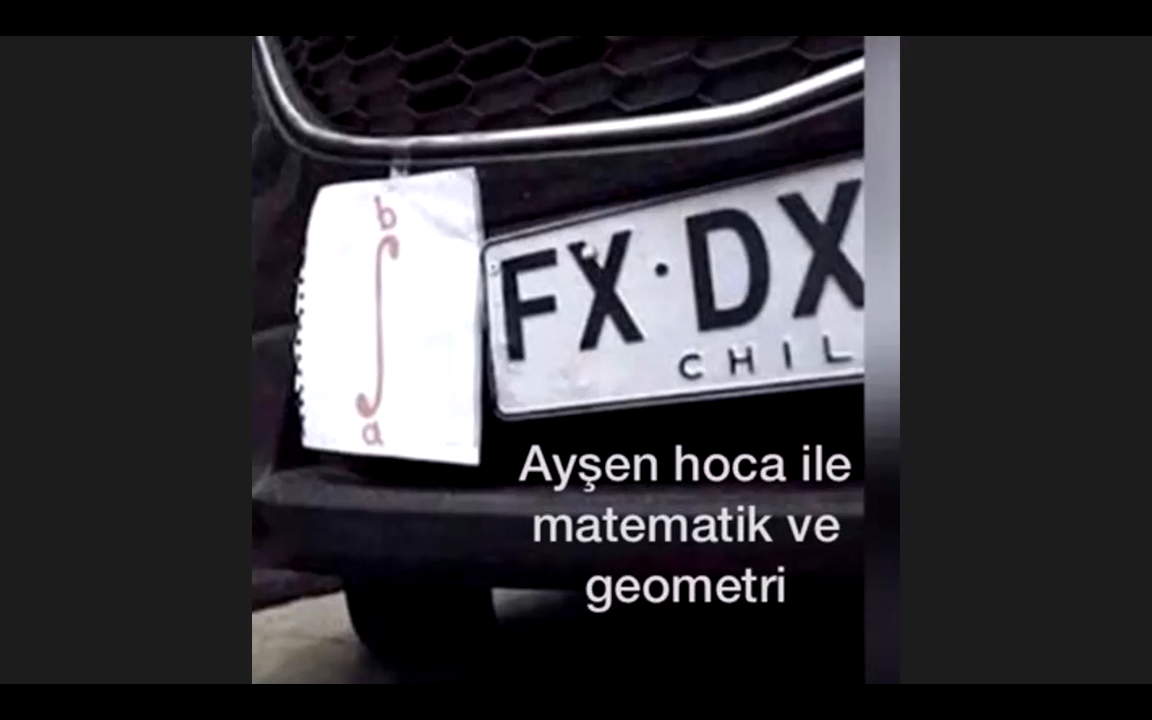 b
∫
a
FX·DX
CHIL
Ayşen hoca ile
matematik ve
geometri